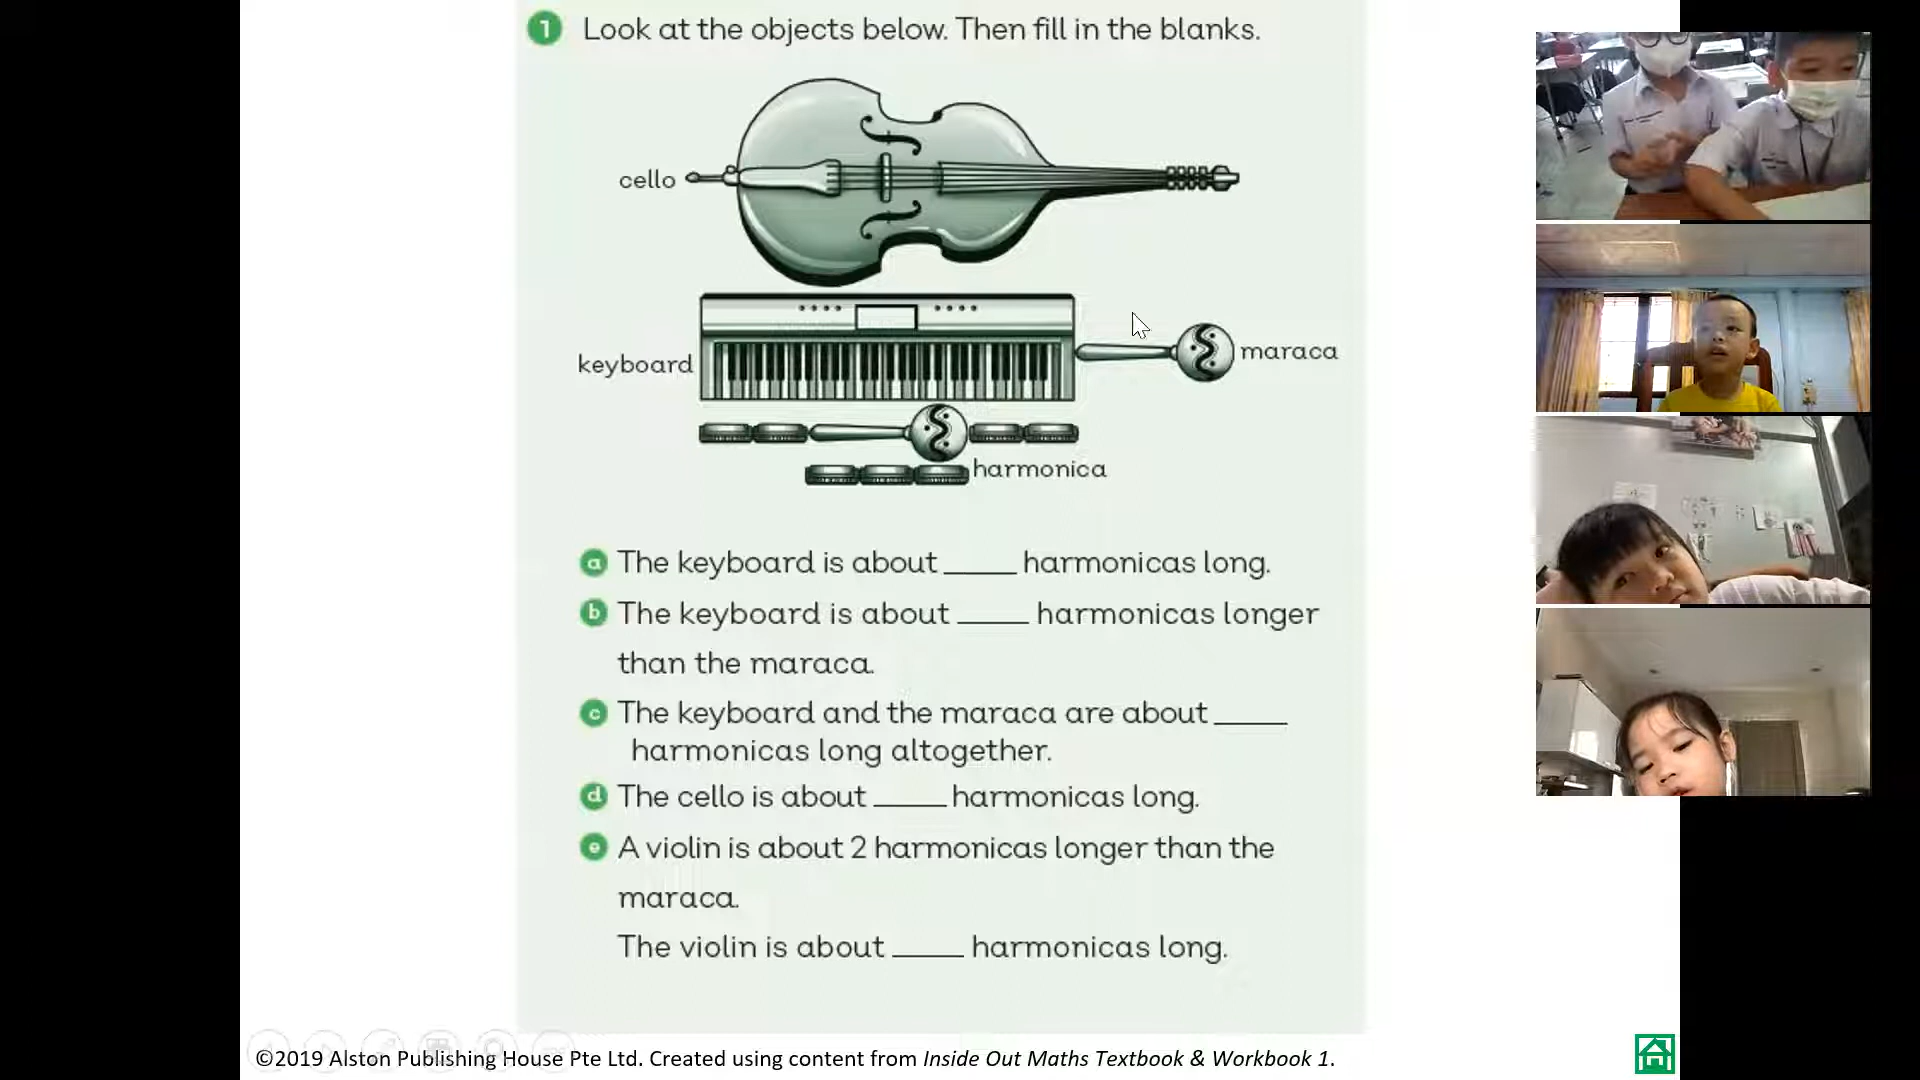 1 Look at the objects below. Then fill in the blanks.
cello
keyboard
maraca
harmonica
a The keyboard is about _____ harmonicas long.
b The keyboard is about _____ harmonicas longer
than the maraca.
c The keyboard and the maraca are about _____
harmonicas long altogether.
d The cello is about _____ harmonicas long.
e A violin is about 2 harmonicas longer than the
maraca.
The violin is about _____ harmonicas long.
©2019 Alston Publishing House Pte Ltd. Created using content from Inside Out Maths Textbook & Workbook 1.